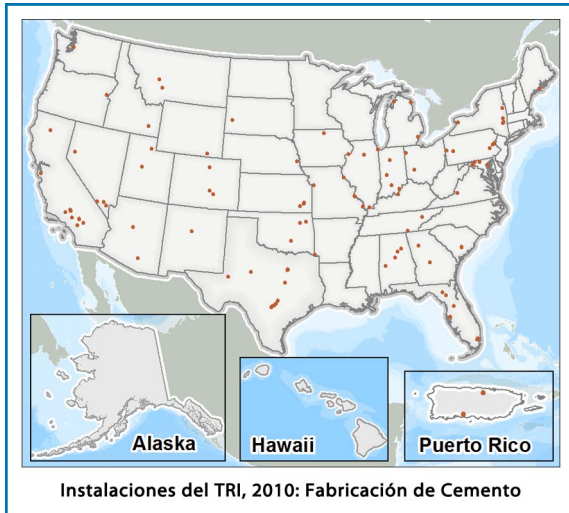 Alaska
Hawaii
Puerto Rico
Instalaciones del TRI, 2010: Fabricación de Cemento